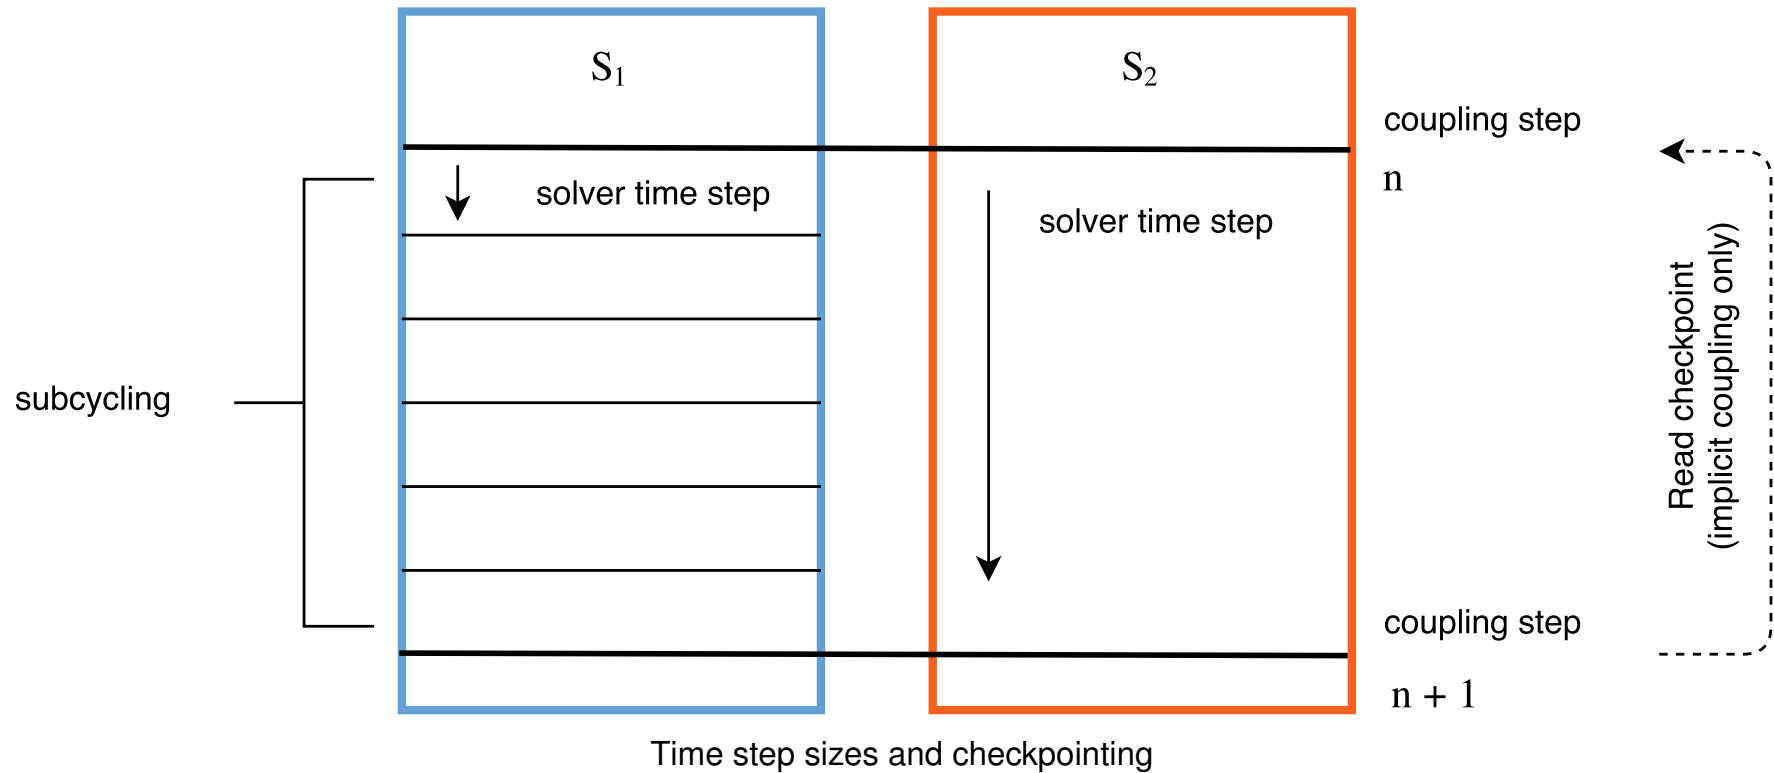 S₁
S₂
coupling step
n
solver time step
solver time step
subcycling
Read checkpoint
(implicit coupling only)
coupling step
n + 1
Time step sizes and checkpointing